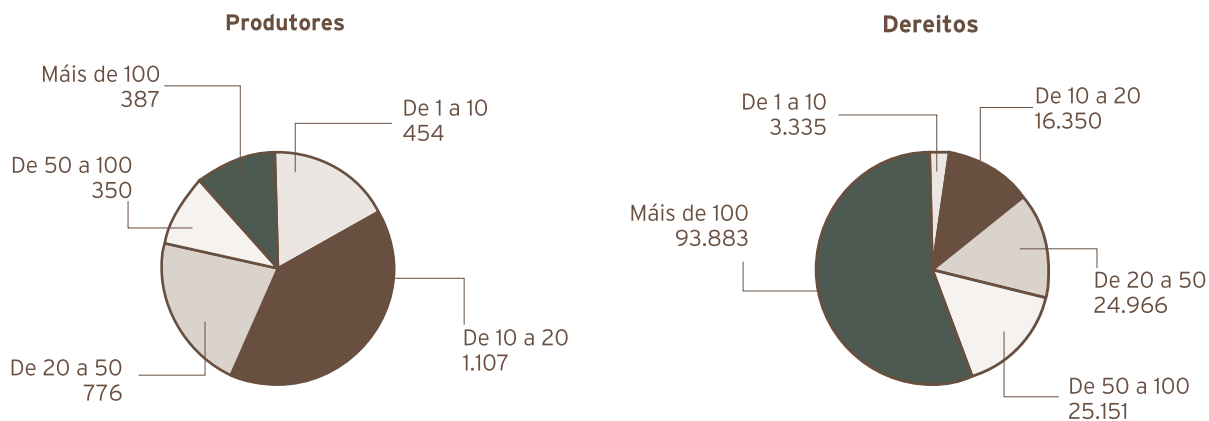 Produtores
Máis de 100
387
De 1 a 10
454
De 50 a 100
350
De 10 a 20
1.107
De 20 a 50
776
Dereitos
De 1 a 10
3.335
De 10 a 20
16.350
Máis de 100
93.883
De 20 a 50
24.966
De 50 a 100
25.151